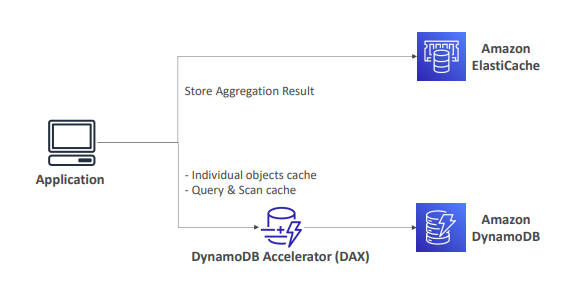 Amazon
ElastiCache
Store Aggregation Result
Application
- Individual objects cache
- Query & Scan cache
Amazon
DynamoDB
DynamoDB Accelerator (DAX)